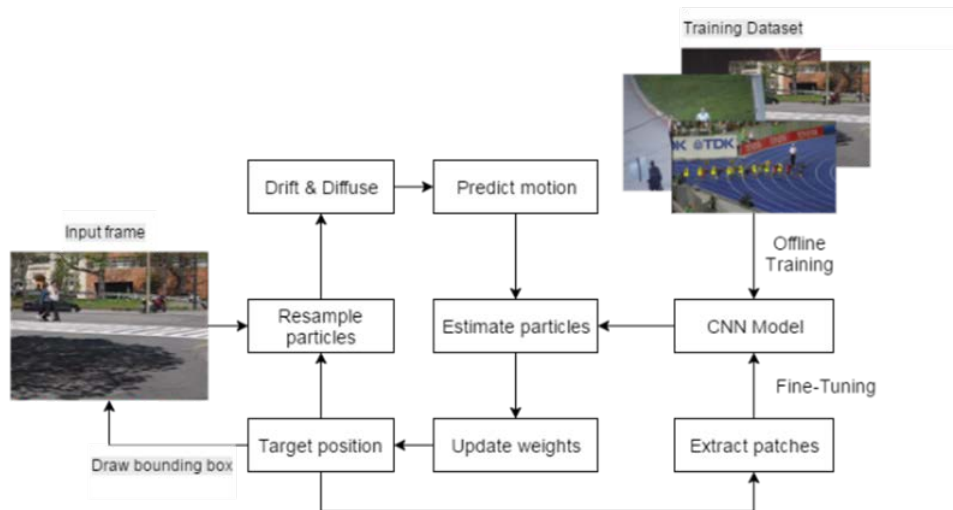 Training Dataset
TDK
Drift & Diffuse
Predict motion
Input frame
Offline
Training
Resample
particles
Estimate particles
CNN Model
Fine-Tuning
Target position
Update weights
Extract patches
Draw bounding box